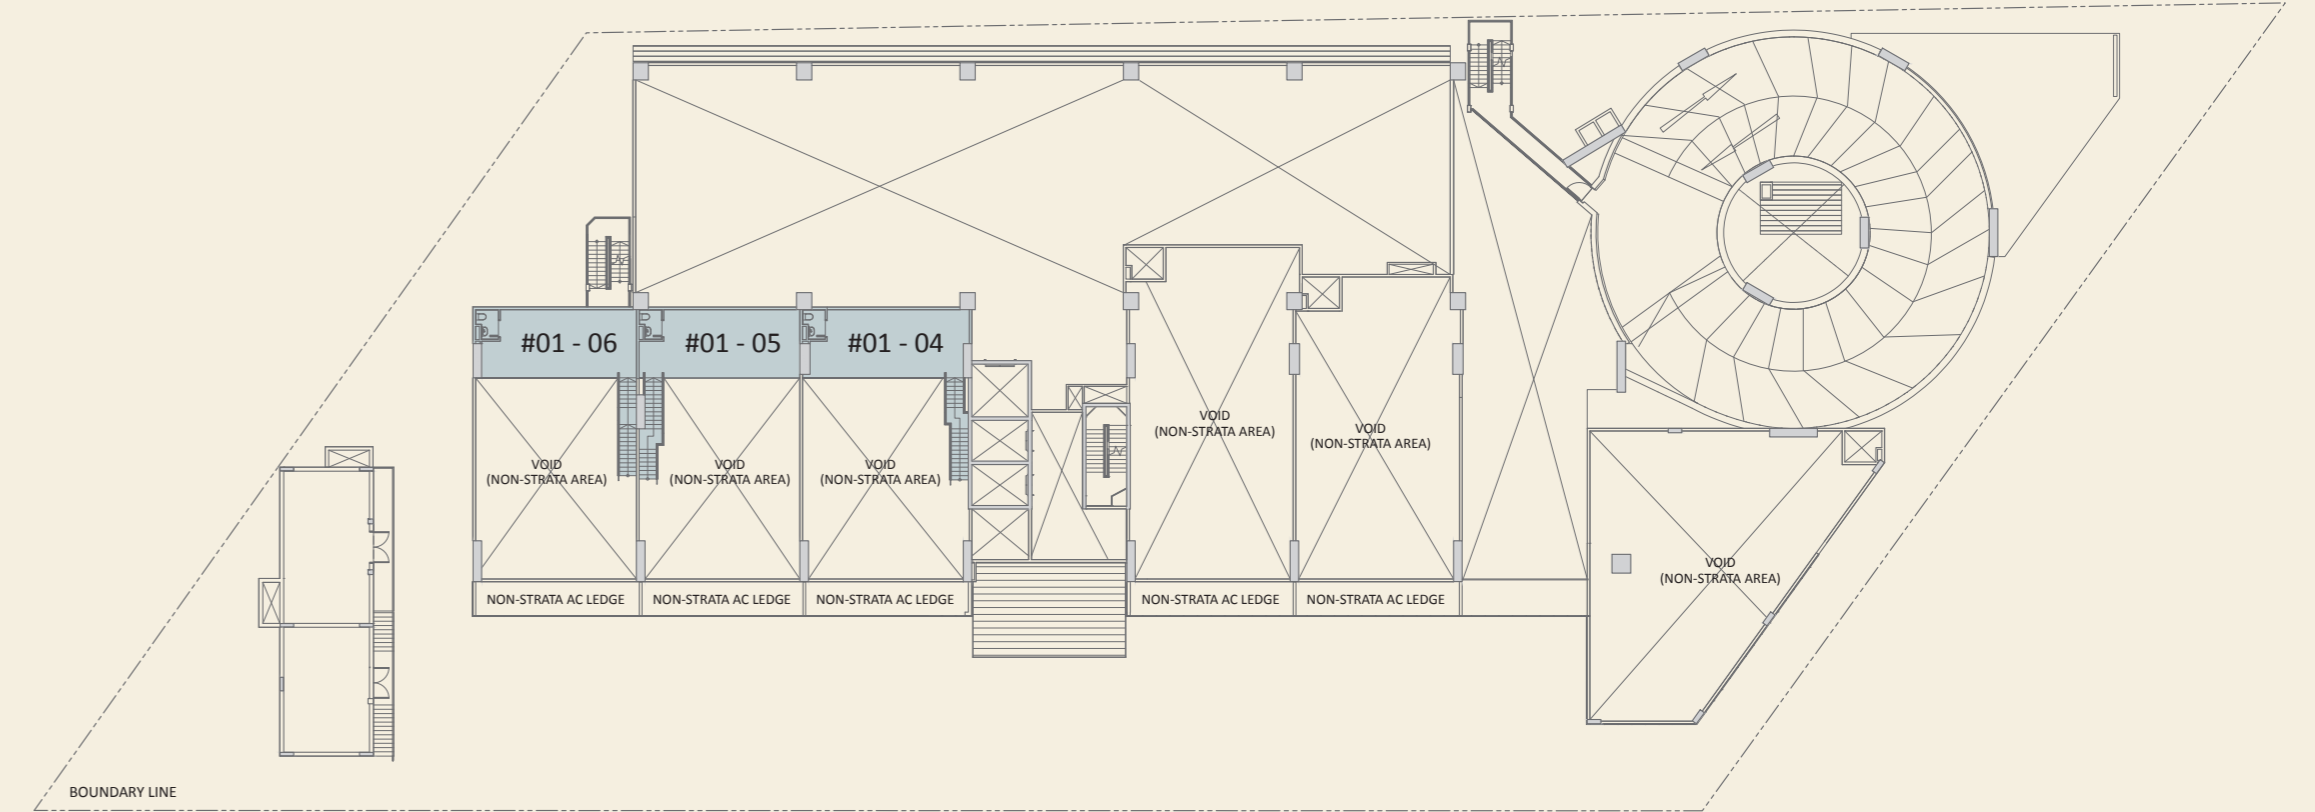 #01 - 06
#01 - 05
#01 - 04
VOID
(NON-STRATA AREA)
VOID
(NON-STRATA AREA)
VOID
(NON-STRATA AREA)
VOID
(NON-STRATA AREA)
VOID
(NON-STRATA AREA)
VOID
(NON-STRATA AREA)
NON-STRATA AC LEDGE
NON-STRATA AC LEDGE
NON-STRATA AC LEDGE
NON-STRATA AC LEDGE
NON-STRATA AC LEDGE
BOUNDARY LINE